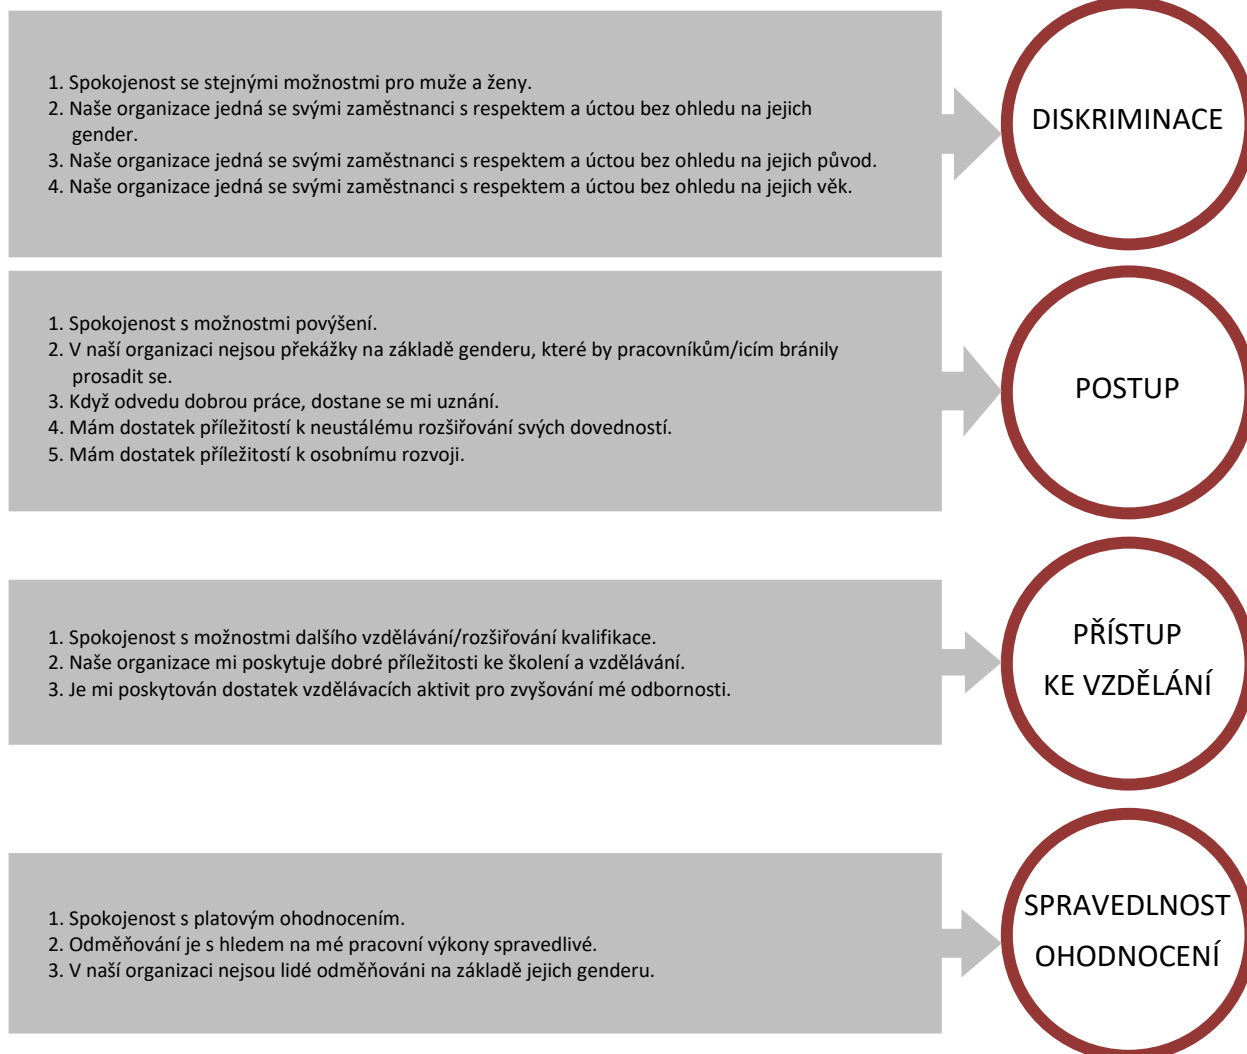 1. Spokojenost se stejnými možnostmi pro muže a ženy.
2. Naše organizace jedná se svými zaměstnanci s respektem a úctou bez ohledu na jejich
gender.
3. Naše organizace jedná se svými zaměstnanci s respektem a úctou bez ohledu na jejich původ.
4. Naše organizace jedná se svými zaměstnanci s respektem a úctou bez ohledu na jejich věk.
DISKRIMINACE
1. Spokojenost s možnostmi povýšení.
2. V naší organizaci nejsou překážky na základě genderu, které by pracovníkům/icím bránily
prosadit se.
3. Když odvedu dobrou práce, dostane se mi uznání.
4. Mám dostatek příležitostí k neustálému rozšiřování svých dovedností.
5. Mám dostatek příležitostí k osobnímu rozvoji.
POSTUP
1. Spokojenost s možnostmi dalšího vzdělávání/rozšiřování kvalifikace.
2. Naše organizace mi poskytuje dobré příležitosti ke školení a vzdělávání.
3. Je mi poskytován dostatek vzdělávacích aktivit pro zvyšování mé odbornosti.
PŘÍSTUP
KE VZDĚLÁNÍ
1. Spokojenost s platovým ohodnocením.
2. Odměňování je s hledem na mé pracovní výkony spravedlivé.
3. V naší organizaci nejsou lidé odměňováni na základě jejich genderu.
SPRAVEDLNOST
OHODNOCENÍ